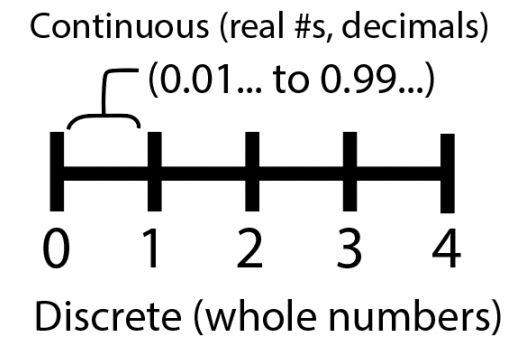 Continuous (real #s, decimals)
(0.01... to 0.99...)
0 1 2 3 4
Discrete (whole numbers)